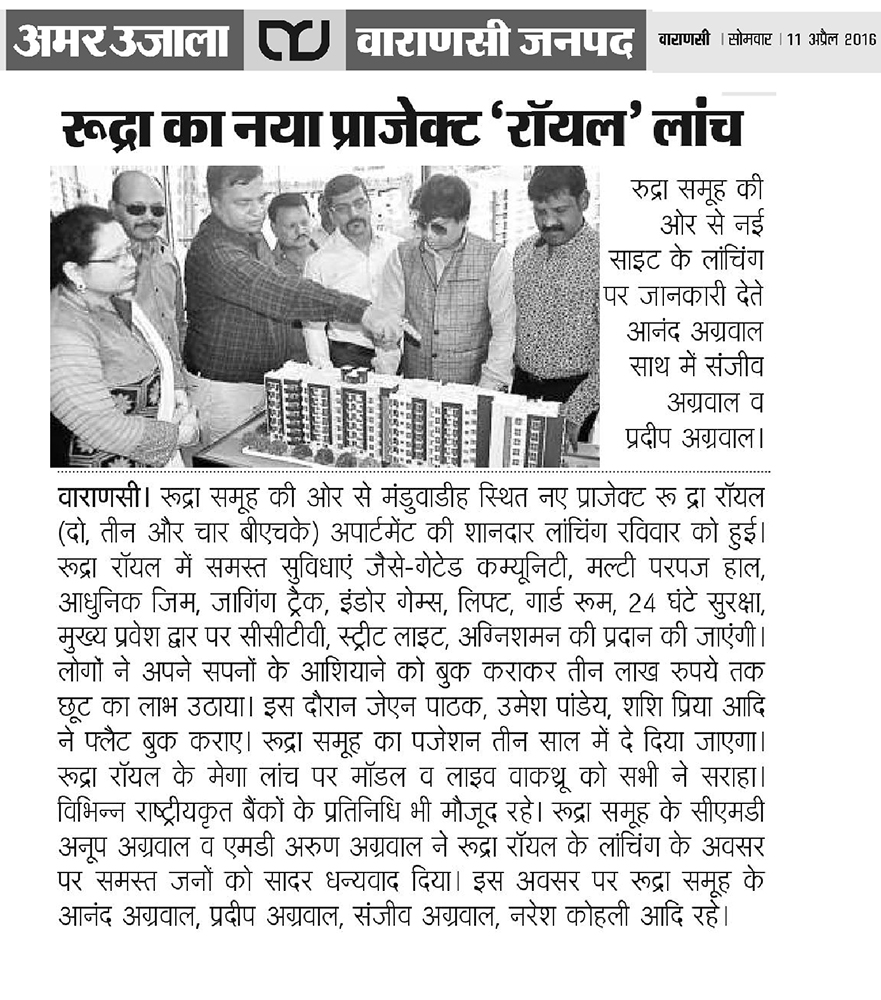 अमर उजाला वाराणसी जनपद वाराणसी । सोमवार । 11 अप्रैल 2016
रूद्रा का नया प्राजेक्ट ‘रॉयल’ लांच
रुद्रा समूह की
ओर से नई
साइट के लांचिंग
पर जानकारी देते
आनंद अग्रवाल
साथ में संजीव
अग्रवाल व
प्रदीप अग्रवाल।
वाराणसी। रूद्रा समूह की ओर से मंडुवाडीह स्थित नए प्राजेक्ट रू द्रा रॉयल
(दो, तीन और चार बीएचके) अपार्टमेंट की शानदार लांचिंग रविवार को हुई।
रूद्रा रॉयल में समस्त सुविधाएं जैसे-गेटेड कम्यूनिटी, मल्टी परपज हाल,
आधुनिक जिम, जागिंग ट्रैक, इंडोर गेम्स, लिफ्ट, गार्ड रूम, 24 घंटे सुरक्षा,
मुख्य प्रवेश द्वार पर सीसीटीवी, स्ट्रीट लाइट, अग्निशमन की प्रदान की जाएंगी।
लोगों ने अपने सपनों के आशियाने को बुक कराकर तीन लाख रुपये तक
छूट का लाभ उठाया। इस दौरान जेएन पाठक, उमेश पांडेय, शशि प्रिया आदि
ने फ्लैट बुक कराए। रूद्रा समूह का पजेशन तीन साल में दे दिया जाएगा।
रूद्रा रॉयल के मेगा लांच पर मॉडल व लाइव वाकथ्रू को सभी ने सराहा।
विभिन्न राष्ट्रीयकृत बैंकों के प्रतिनिधि भी मौजूद रहे। रूद्रा समूह के सीएमडी
अनूप अग्रवाल व एमडी अरुण अग्रवाल ने रूद्रा रॉयल के लांचिंग के अवसर
पर समस्त जनों को सादर धन्यवाद दिया। इस अवसर पर रूद्रा समूह के
आनंद अग्रवाल, प्रदीप अग्रवाल, संजीव अग्रवाल, नरेश कोहली आदि रहे।